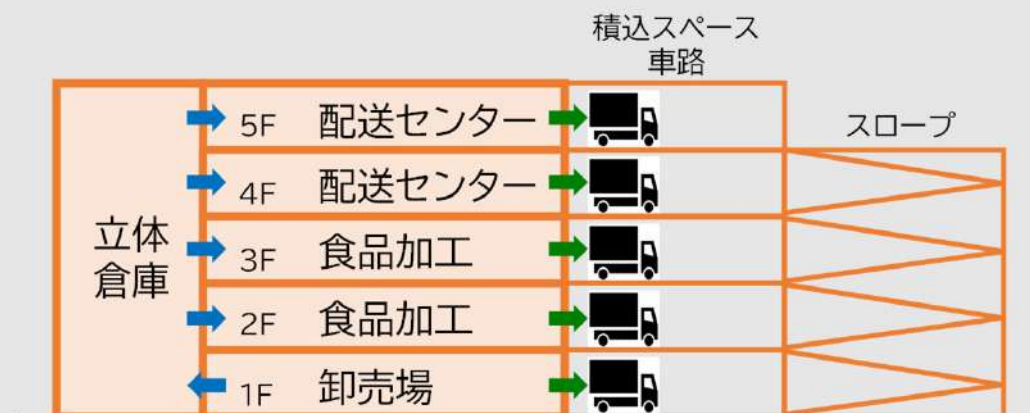 積込スペース
車路
スロープ
立体
倉庫
5F 配送センター
4F 配送センター
3F 食品加工
2F 食品加工
1F 卸売場